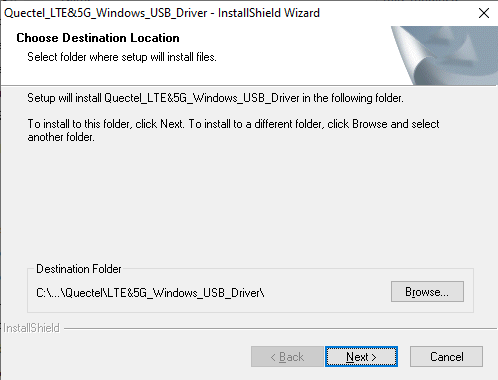 Quectel_LTE&5G_Windows_USB_Driver - InstallShield Wizard
Choose Destination Location
Select folder where setup will install files.
Setup will install Quectel_LTE&5G_Windows_USB_Driver in the following folder.
To install to this folder, click Next. To install to a different folder, click Browse and select
another folder.
Destination Folder
C:\...\Quectel\LTE&5G_Windows_USB_Driver\
Browse...
InstallShield
< Back
Next >
Cancel